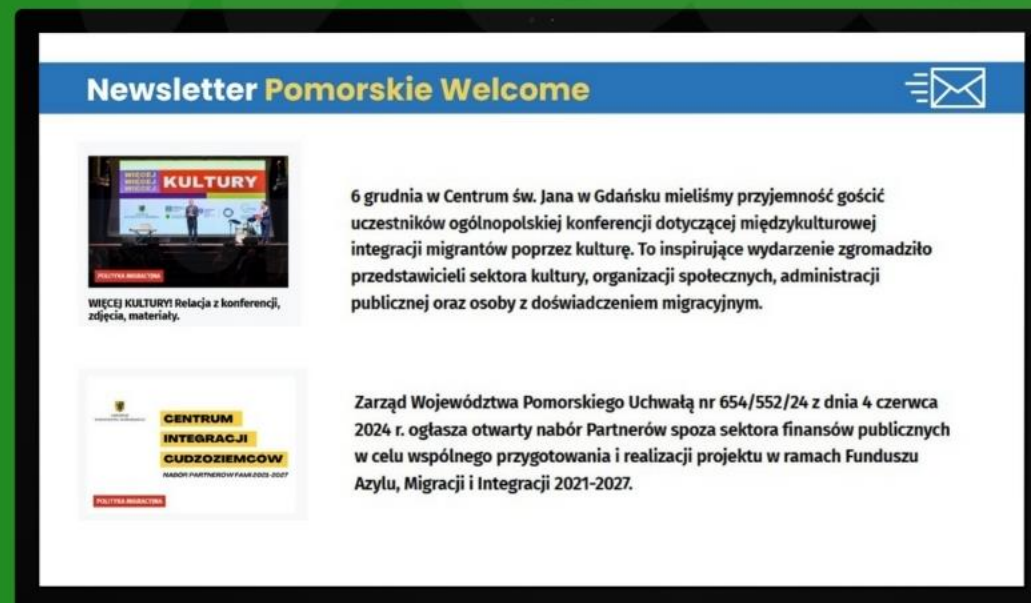 Newsletter Pomorskie Welcome
WIĘCEJ
WIĘCEJ
WIĘCEJ
KULTURY
POLITYKA MIGRACYJNA
WIĘCEJ KULTURY! Relacja z konferencji,
zdjęcia, materiały.
6 grudnia w Centrum św. Jana w Gdańsku mieliśmy przyjemność gościć
uczestników ogólnopolskiej konferencji dotyczącej międzykulturowej
integracji migrantów poprzez kulturę. To inspirujące wydarzenie zgromadziło
przedstawicieli sektora kultury, organizacji społecznych, administracji
publicznej oraz osoby z doświadczeniem migracyjnym.
CENTRUM
INTEGRACJI
CUDZOZIEMCÓW
NABÓR PARTNERÓW FAMI 2021-2027
POLITYKA MIGRACYJNA
Zarząd Województwa Pomorskiego Uchwałą nr 654/552/24 z dnia 4 czerwca
2024 r. ogłasza otwarty nabór Partnerów spoza sektora finansów publicznych
w celu wspólnego przygotowania i realizacji projektu w ramach Funduszu
Azylu, Migracji i Integracji 2021-2027.